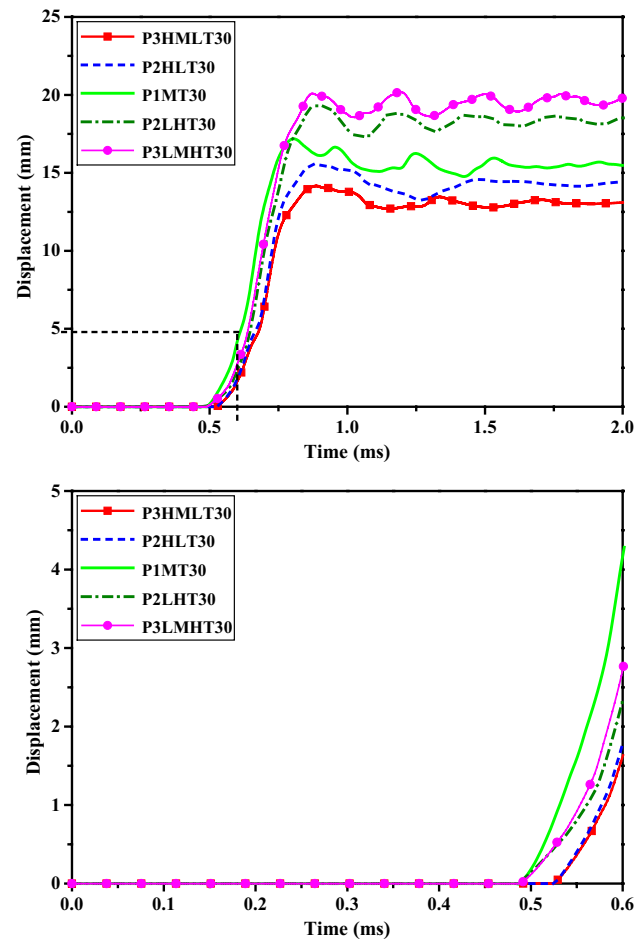 25
20
15
10
5
0
Displacement (mm)
P3HMLT30
P2HLT30
P1MT30
P2LHT30
P3LMHT30
0.0 0.5 1.0 1.5 2.0
Time (ms)
5
4
3
2
1
0
Displacement (mm)
P3HMLT30
P2HLT30
P1MT30
P2LHT30
P3LMHT30
0.0 0.1 0.2 0.3 0.4 0.5 0.6
Time (ms)